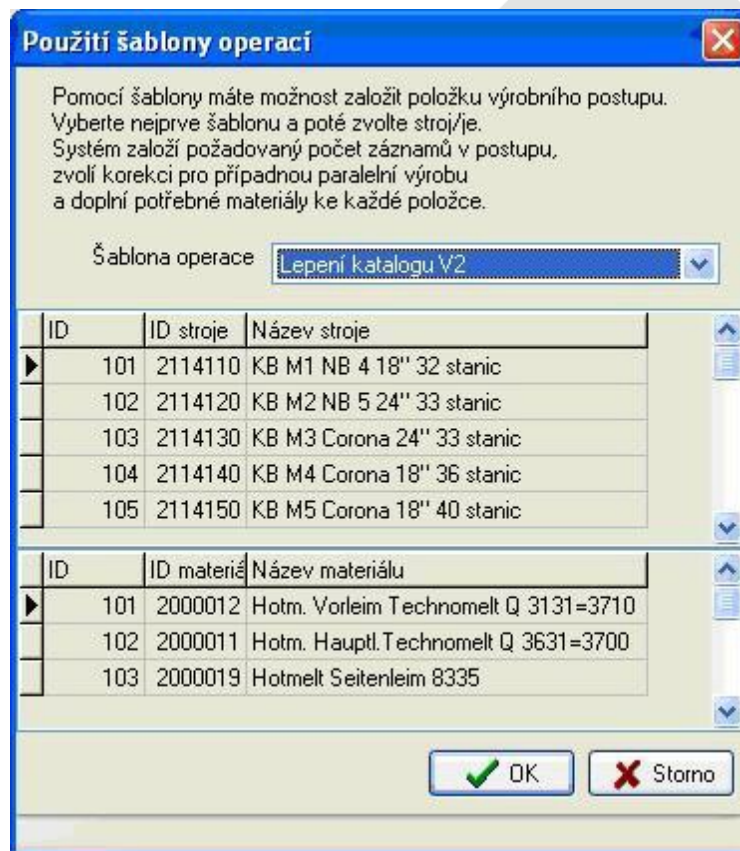 Použití šablony operací
Pomocí šablony máte možnost založit položku výrobního postupu.
Vyberte nejprve šablonu a poté zvolte stroj/je.
Systém založí požadovaný počet záznamů v postupu,
zvolí korekci pro případnou paralelní výrobu
a doplní potřebné materiály ke každé položce.
Šablona operace Lepení katalogu V2
ID ID stroje Název stroje
101 2114110 KB M1 NB 4 18'' 32 stanic
102 2114120 KB M2 NB 5 24'' 33 stanic
103 2114130 KB M3 Corona 24'' 33 stanic
104 2114140 KB M4 Corona 18'' 36 stanic
105 2114150 KB M5 Corona 18'' 40 stanic
ID ID materiá Název materiálu
101 2000012 Hotm. Vorleim Technomelt Q 3131=3710
102 2000011 Hotm. Hauptl.Technomelt Q 3631=3700
103 2000019 Hotmelt Seitenleim 8335
OK Storno